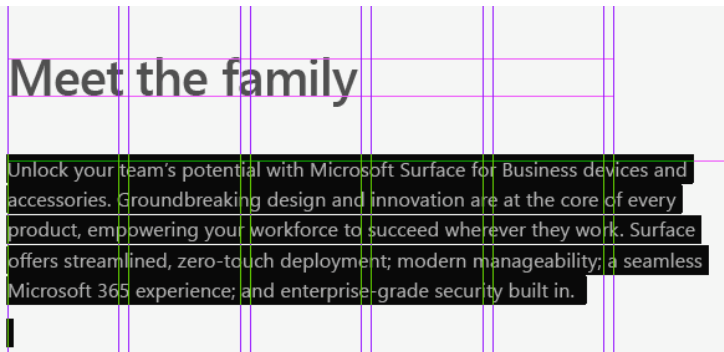 Meet the family
Unlock your team's potential with Microsoft Surface for Business devices and
accessories. Groundbreaking design and innovation are at the core of every
product, empowering your workforce to succeed wherever they work. Surface
offers streamlined, zero-touch deployment; modern manageability; a seamless
Microsoft 365 experience; and enterprise-grade security built in.